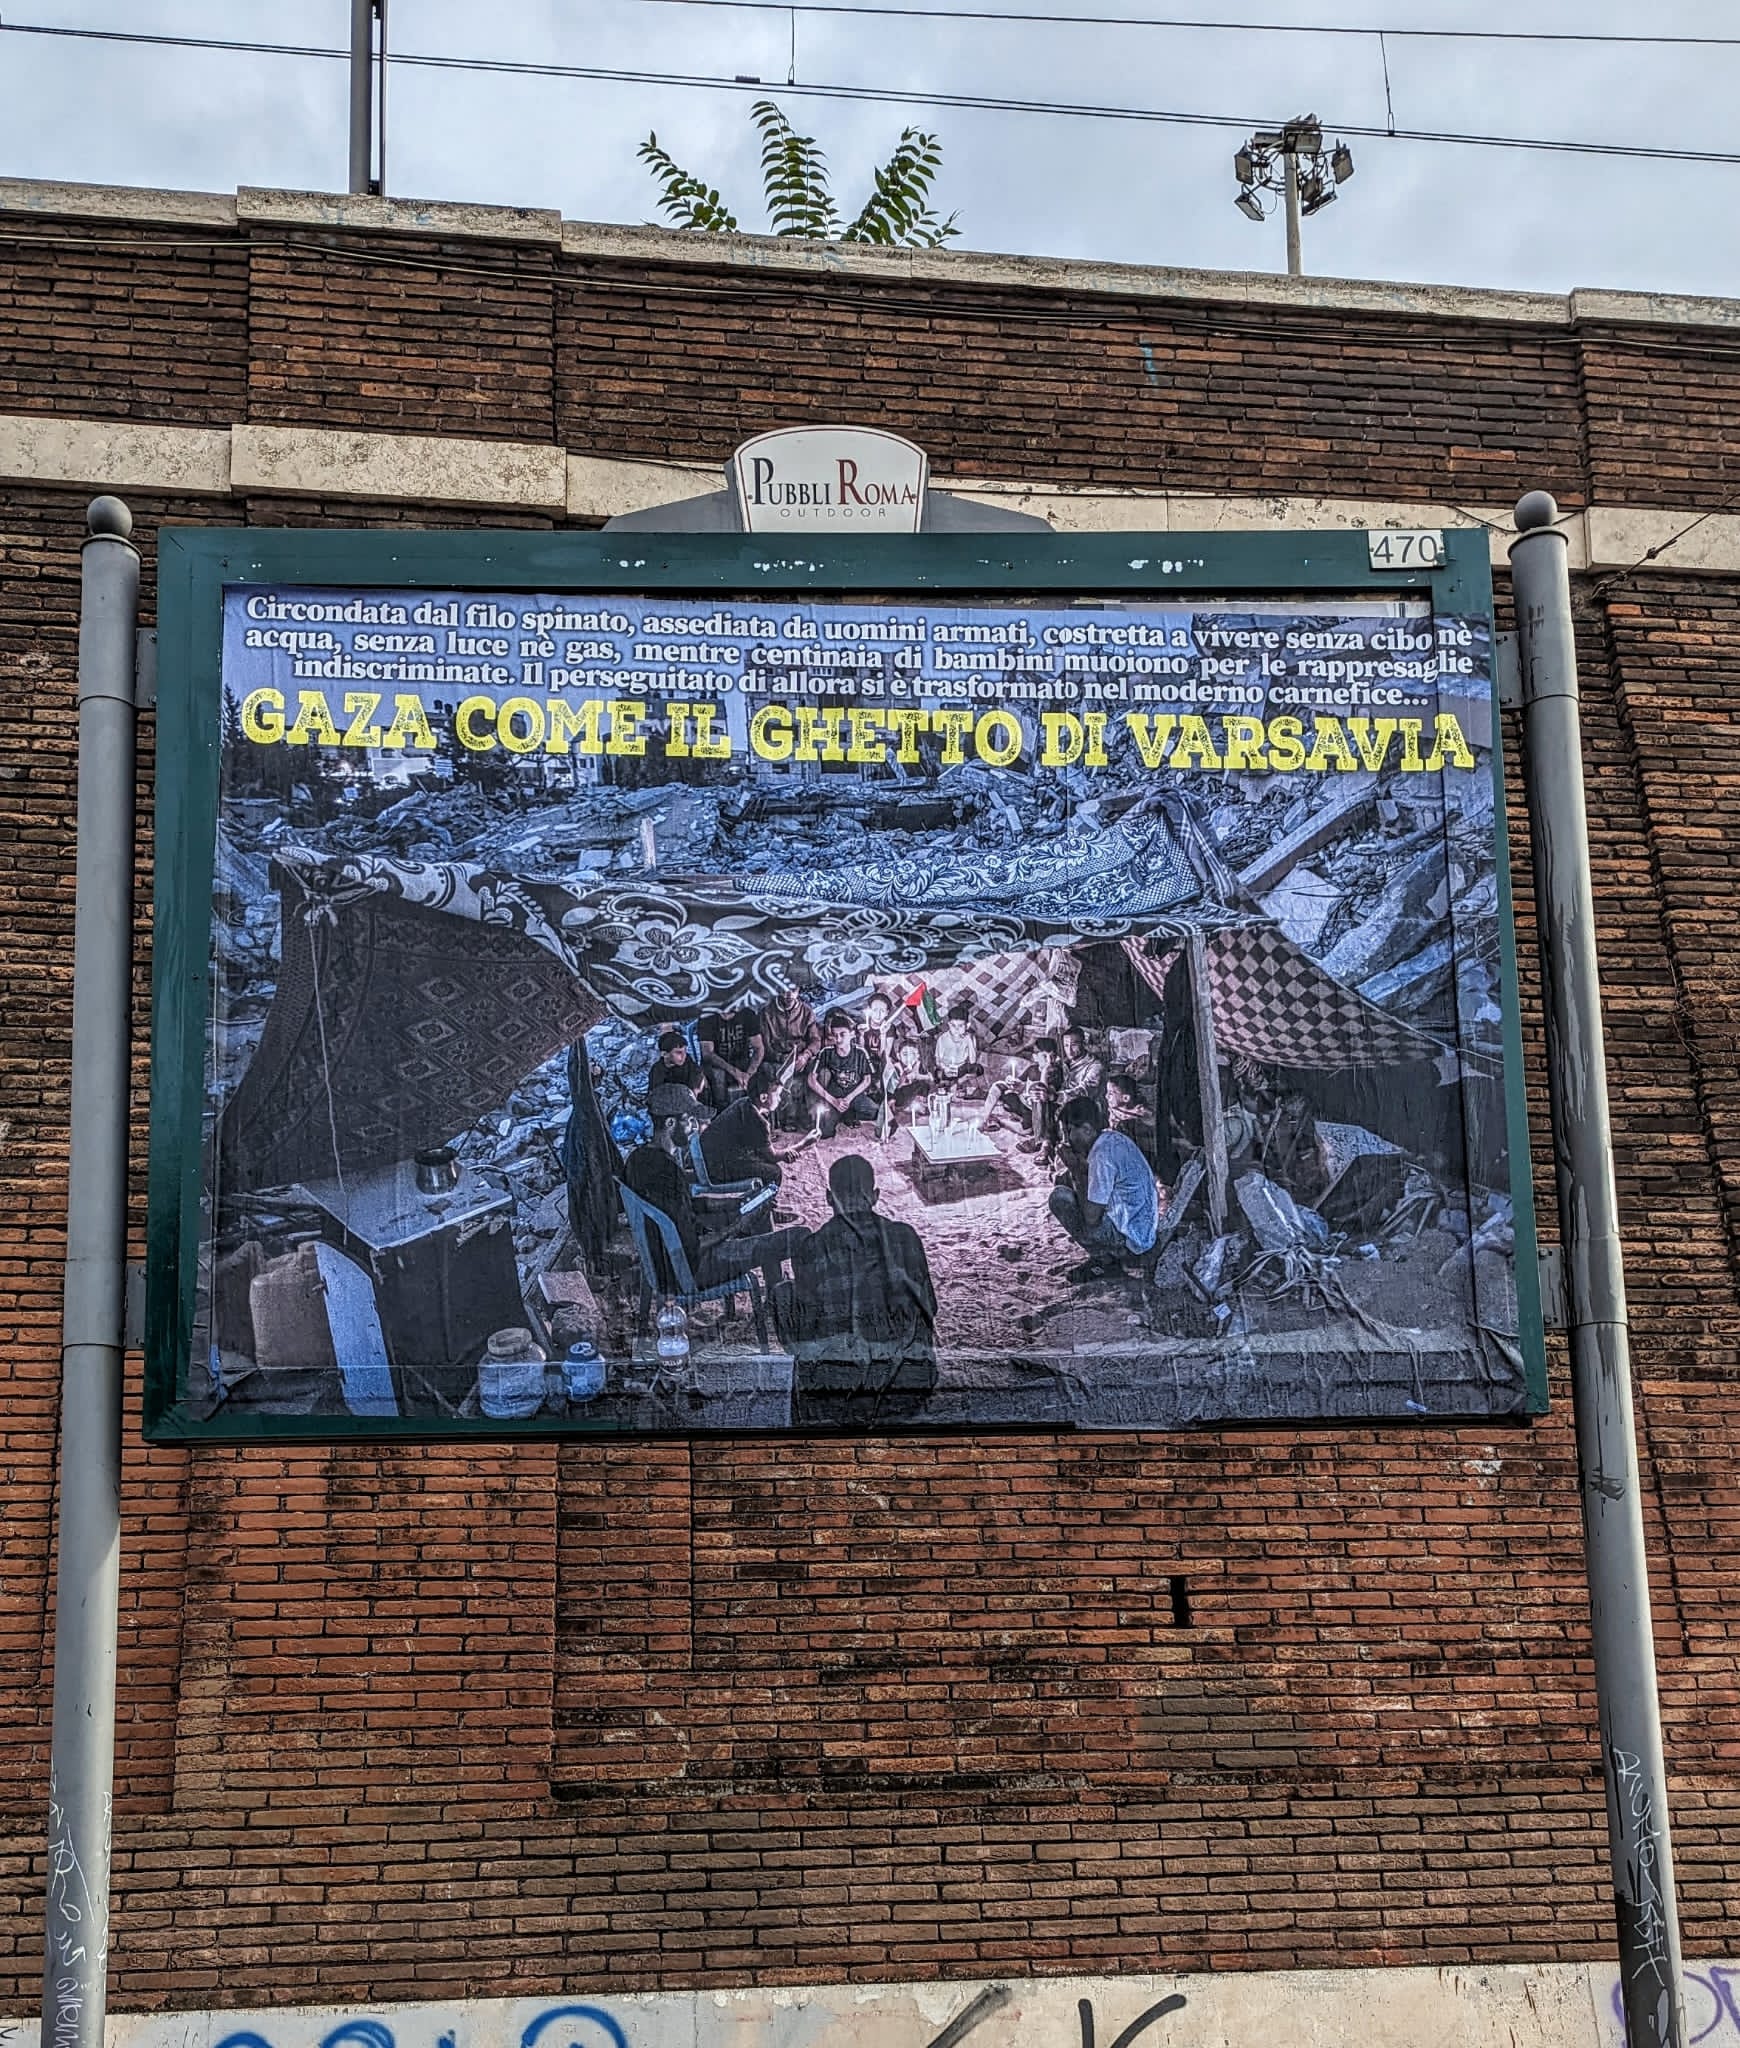 PUBBLI ROMA
OUTDOOR
470
Circondata dal filo spinato, assediata da uomini armati, costretta a vivere senza cibo nè
acqua, senza luce nè gas, mentre centinaia di bambini muoiono per le rappresaglie
indiscriminate. Il perseguitato di allora si è trasformato nel moderno carnefice...
GAZA COME IL GHETTO DI VARSAVIA